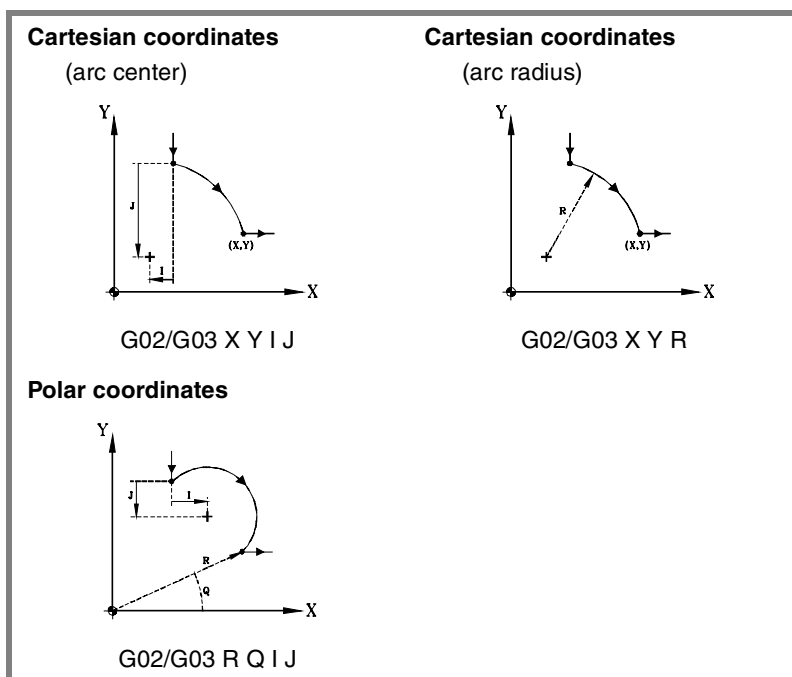 Cartesian coordinates
(arc center)
Y
J
I
(X,Y)
X
G02/G03 X Y I J
Cartesian coordinates
(arc radius)
Y
R
(X,Y)
X
G02/G03 X Y R
Polar coordinates
Y
J
I
R
Q
X
G02/G03 R Q I J